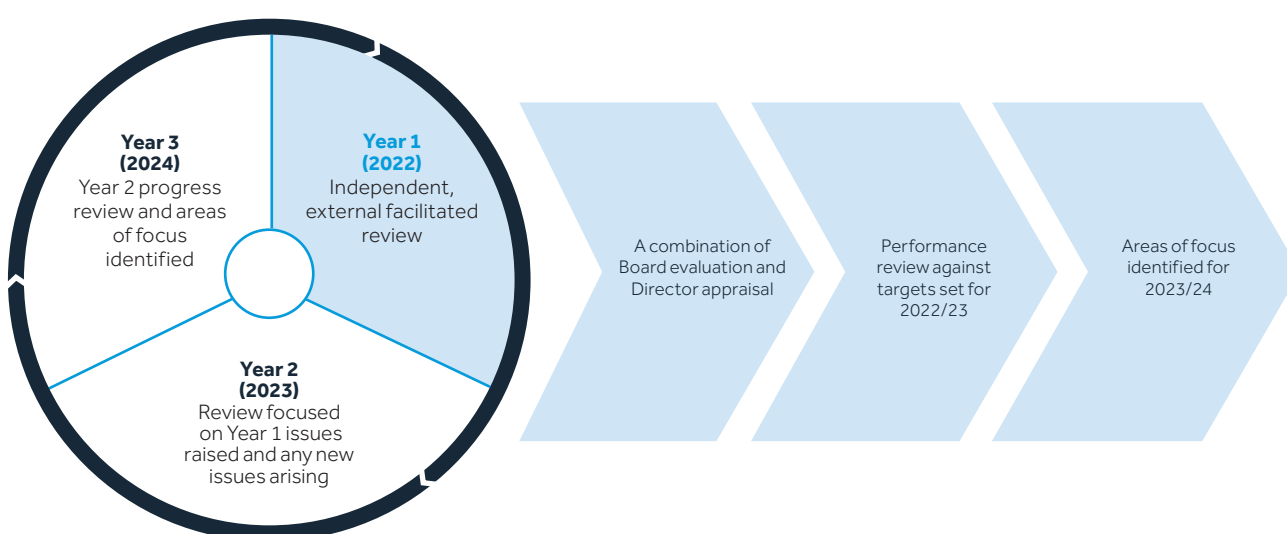 Year 1
(2022)
Independent,
external facilitated
review
Year 2
(2023)
Review focused
on Year 1 issues
raised and any new
issues arising
Year 3
(2024)
Year 2 progress
review and areas
of focus
identified
A combination of
Board evaluation and
Director appraisal
Performance
review against
targets set for
2022/23
Areas of focus
identified for
2023/24